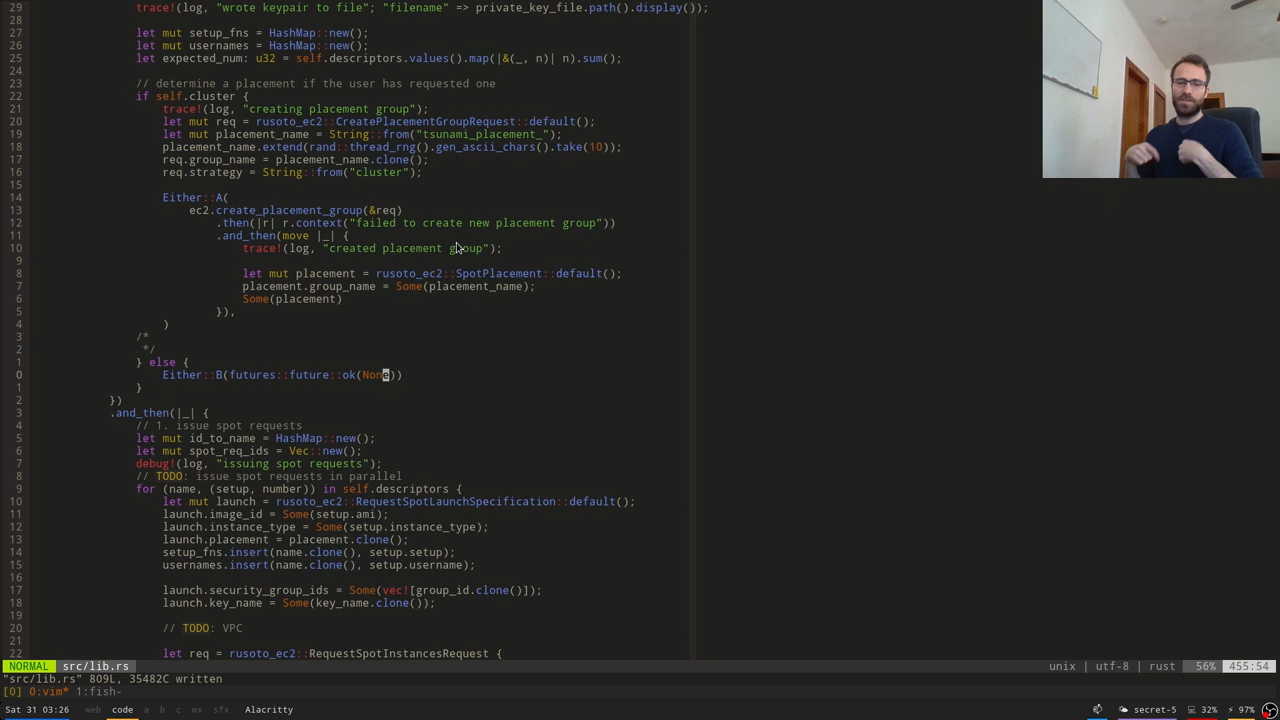 29                trace!(log, "wrote keypair to file"; "filename" => private_key_file.path().display());
28
27                let mut setup_fns = HashMap::new();
26                let mut usernames = HashMap::new();
25                let expected_num: u32 = self.descriptors.values().map(|&(_, n)| n).sum();
24
23                // determine a placement if the user has requested one
22                if self.cluster {
21                    trace!(log, "creating placement group");
20                    let mut req = rusoto_ec2::CreatePlacementGroupRequest::default();
19                    let mut placement_name = String::from("tsunami_placement_");
18                    placement_name.extend(rand::thread_rng().gen_ascii_chars().take(10));
17                    req.group_name = placement_name.clone();
16                    req.strategy = String::from("cluster");
15
14                    Either::A(
13                        ec2.create_placement_group(&req)
12                            .then(|r| r.context("failed to create new placement group"))
11                            .and_then(move |_| {
10                                trace!(log, "created placement group");
9
8                                let mut placement = rusoto_ec2::SpotPlacement::default();
7                                placement.group_name = Some(placement_name);
6                                Some(placement)
5                            }),
4                    )
3                /*
2                 */
1                } else {
0                    Either::B(futures::future::ok(None))
1                }
2            })
3            .and_then(|_| {
4                // 1. issue spot requests
5                let mut id_to_name = HashMap::new();
6                let mut spot_req_ids = Vec::new();
7                debug!(log, "issuing spot requests");
8                // TODO: issue spot requests in parallel
9                for (name, (setup, number)) in self.descriptors {
10                    let mut launch = rusoto_ec2::RequestSpotLaunchSpecification::default();
11                    launch.image_id = Some(setup.ami);
12                    launch.instance_type = Some(setup.instance_type);
13                    launch.placement = placement.clone();
14                    setup_fns.insert(name.clone(), setup.setup);
15                    usernames.insert(name.clone(), setup.username);
16
17                    launch.security_group_ids = Some(vec![group_id.clone()]);
18                    launch.key_name = Some(key_name.clone());
19
20                    // TODO: VPC
21
22                    let req = rusoto_ec2::RequestSpotInstancesRequest {
NORMAL src/lib.rs unix | utf-8 | rust 56% 455:54
"src/lib.rs" 809L, 35482C written
[0] 0:vim* 1:fish-
Sat 31 03:26 web code a b c mx sfx Alacritty secret-5 32% 97%